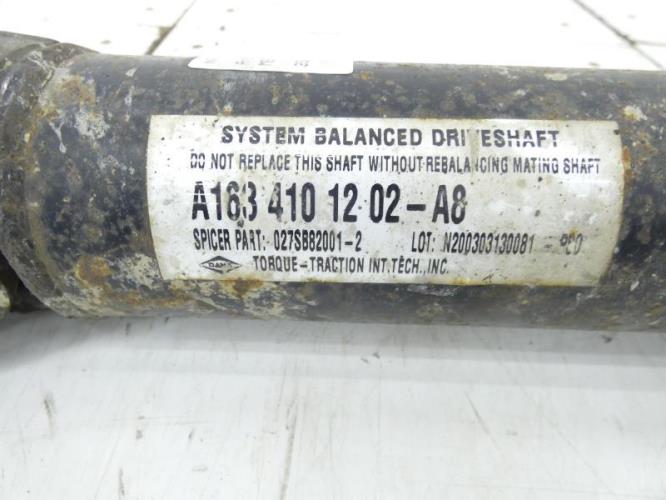 SYSTEM BALANCED DRIVESHAFT
DO NOT REPLACE THIS SHAFT WITHOUT REBALANCING MATING SHAFT
A163 410 12 02-A8
SPICER PART: 027SB82001-2 LOT: N200303130081
DANA TORQUE-TRACTION INT.TECH.,INC.